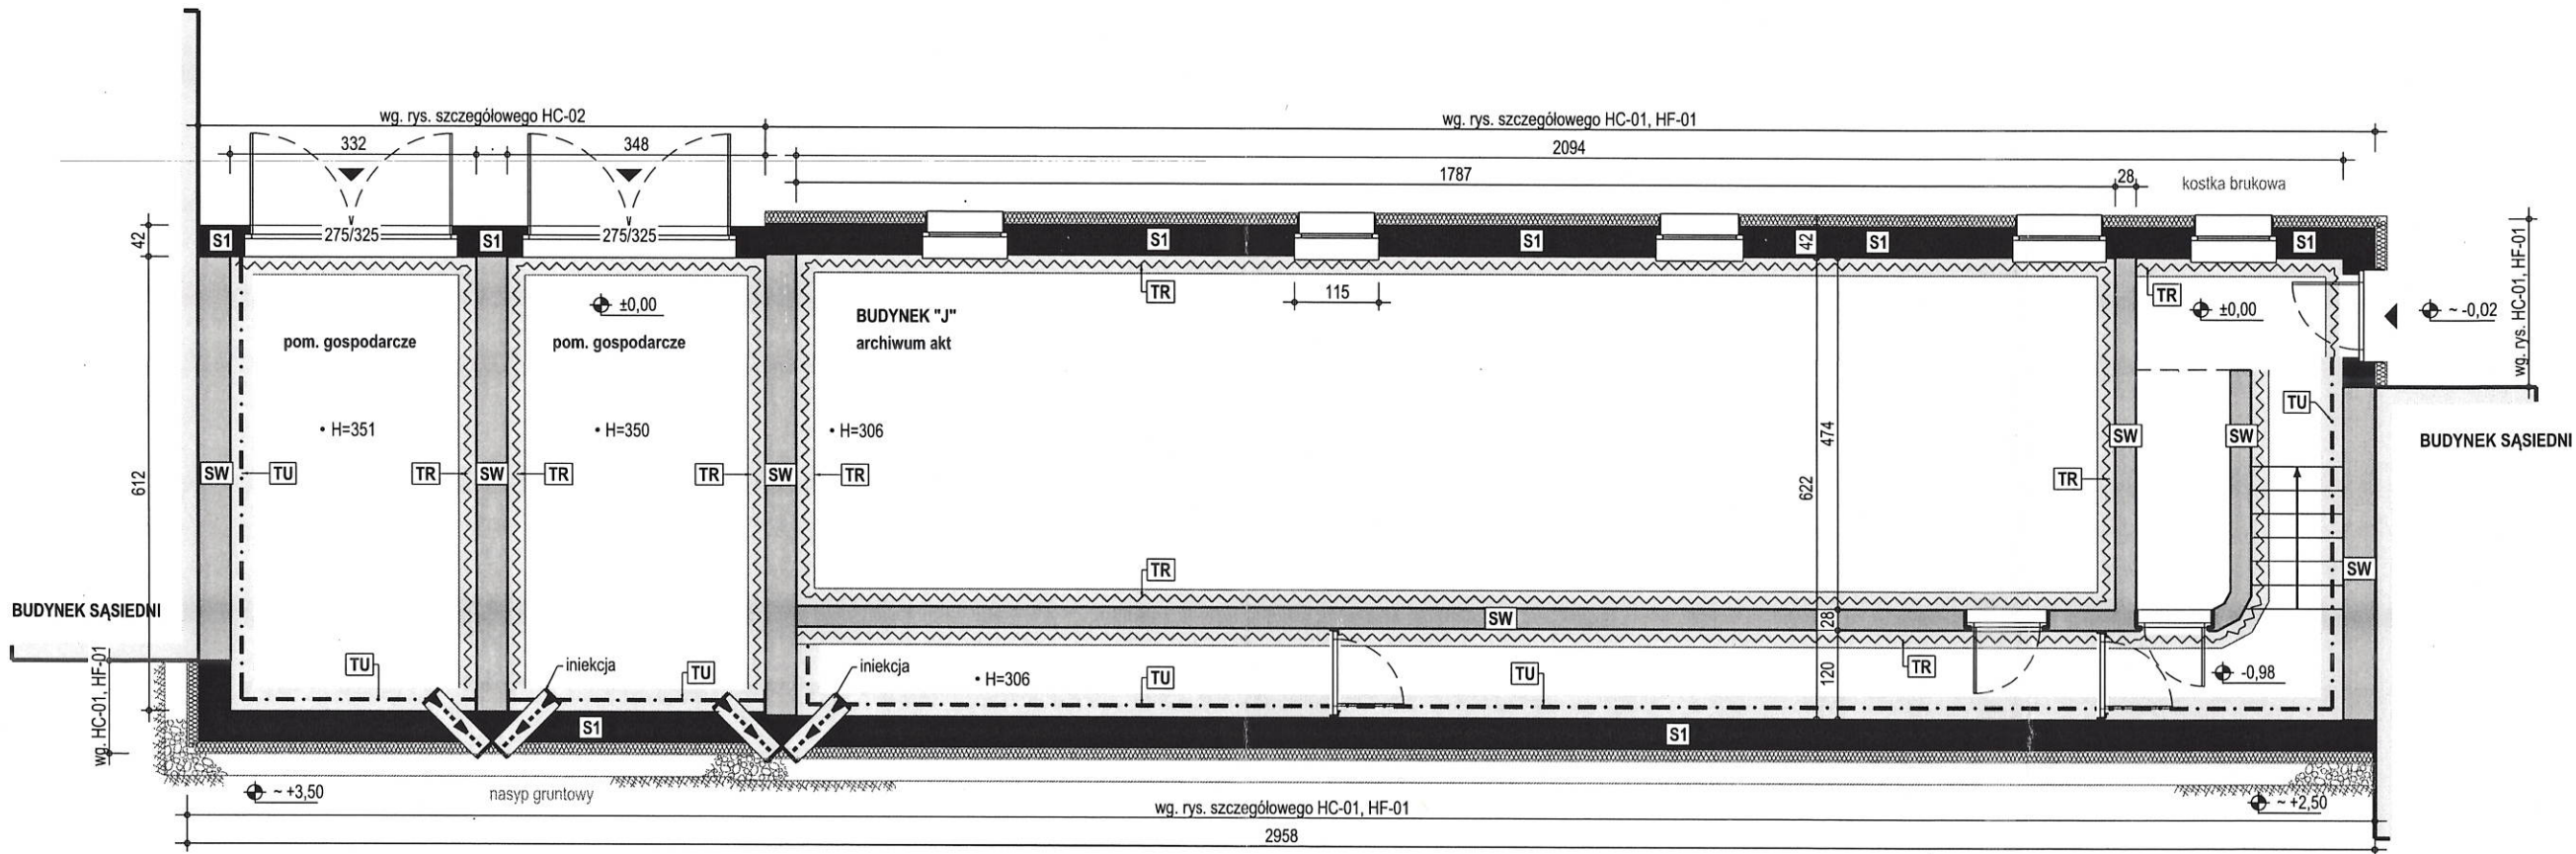 wg. rys. szczegółowego HC-02
wg. rys. szczegółowego HC-01, HF-01
332
348
2094
1787
28
kostka brukowa
42
S1
275/325
S1
275/325
S1
S1
42
S1
S1
wg. rys. HC-01, HF-01
TR
115
TR
±0,00
BUDYNEK "J"
archiwum akt
±0,00
~ -0,02
pom. gospodarcze
pom. gospodarcze
TU
• H=351
• H=350
• H=306
474
SW
SW
BUDYNEK SĄSIEDNI
612
SW
TU
TR
SW
TR
TR
SW
TR
622
TR
TR
SW
BUDYNEK SĄSIEDNI
SW
28
wg. HC-01, HF-01
TU
iniekcja
TU
iniekcja
• H=306
TU
TU
120
TR
-0,98
S1
S1
~ +3,50
nasyp gruntowy
wg. rys. szczegółowego HC-01, HF-01
~ +2,50
2958